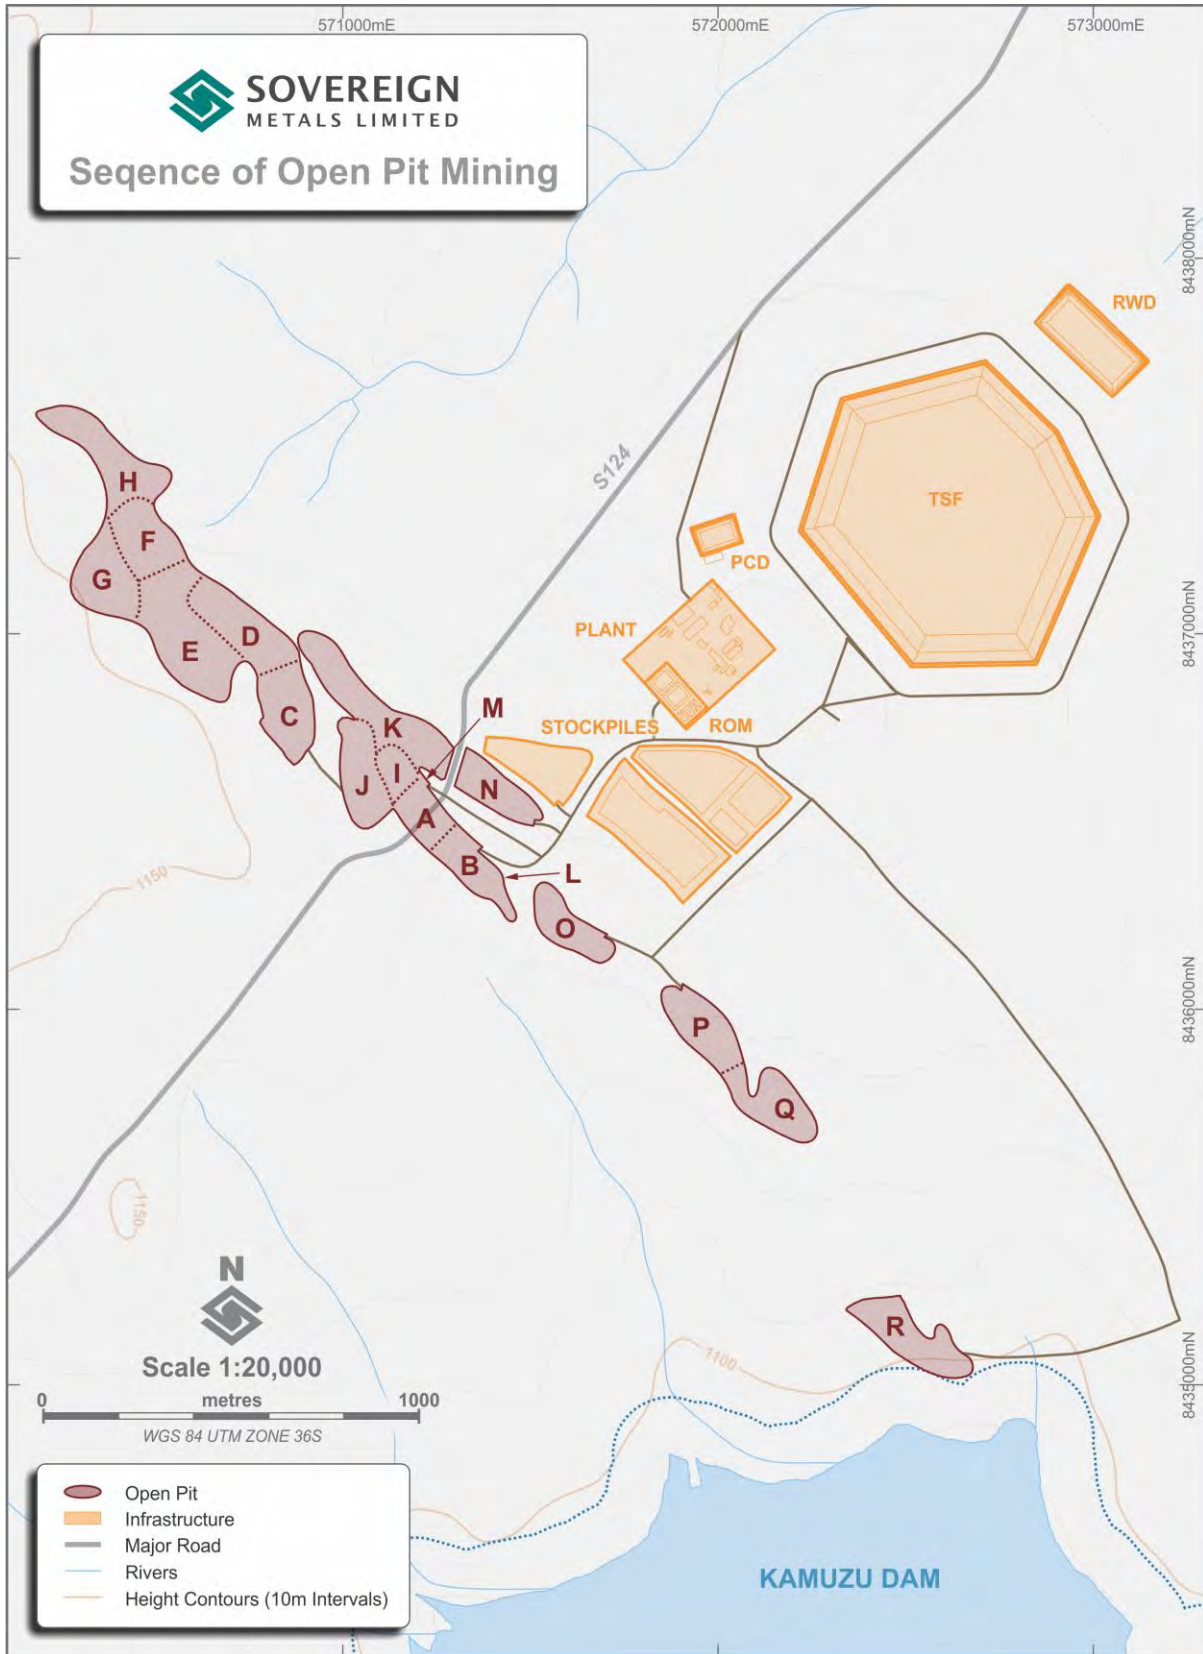 571000mE
572000mE
573000mE
SOVEREIGN
METALS LIMITED
Seqence of Open Pit Mining
8438000mN
RWD
S124
H
TSF
F
PCD
G
PLANT
8437000mN
D
E
M
C
K
STOCKPILES
ROM
I
J
N
A
B
L
1150
O
8436000mN
P
Q
1150
N
R
Scale 1:20,000
1100
0
metres
1000
8435000mN
WGS 84 UTM ZONE 36S
Open Pit
Infrastructure
Major Road
Rivers
Height Contours (10m Intervals)
KAMUZU DAM